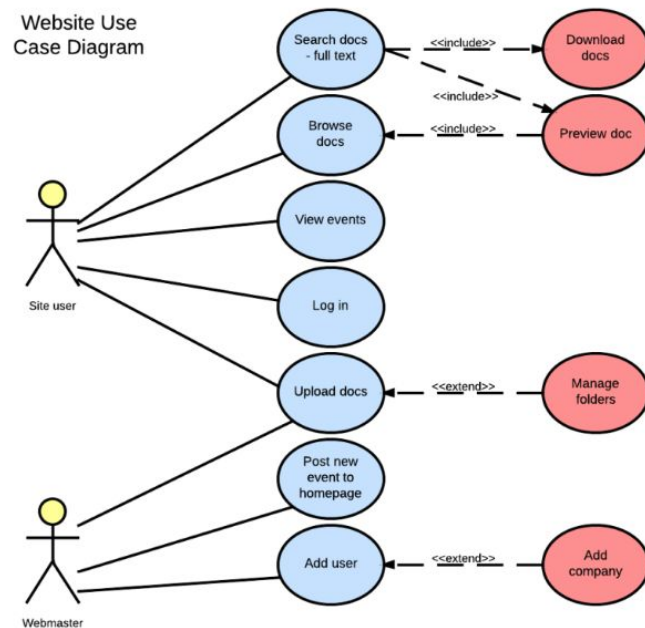 Website Use
Case Diagram
Search docs
- full text
<<include>>
Download
docs
<<include>>
Browse
docs
<<include>>
Preview doc
View events
Site user
Log in
Upload docs
<<extend>>
Manage
folders
Post new
event to
homepage
Add user
<<extend>>
Add
company
Webmaster